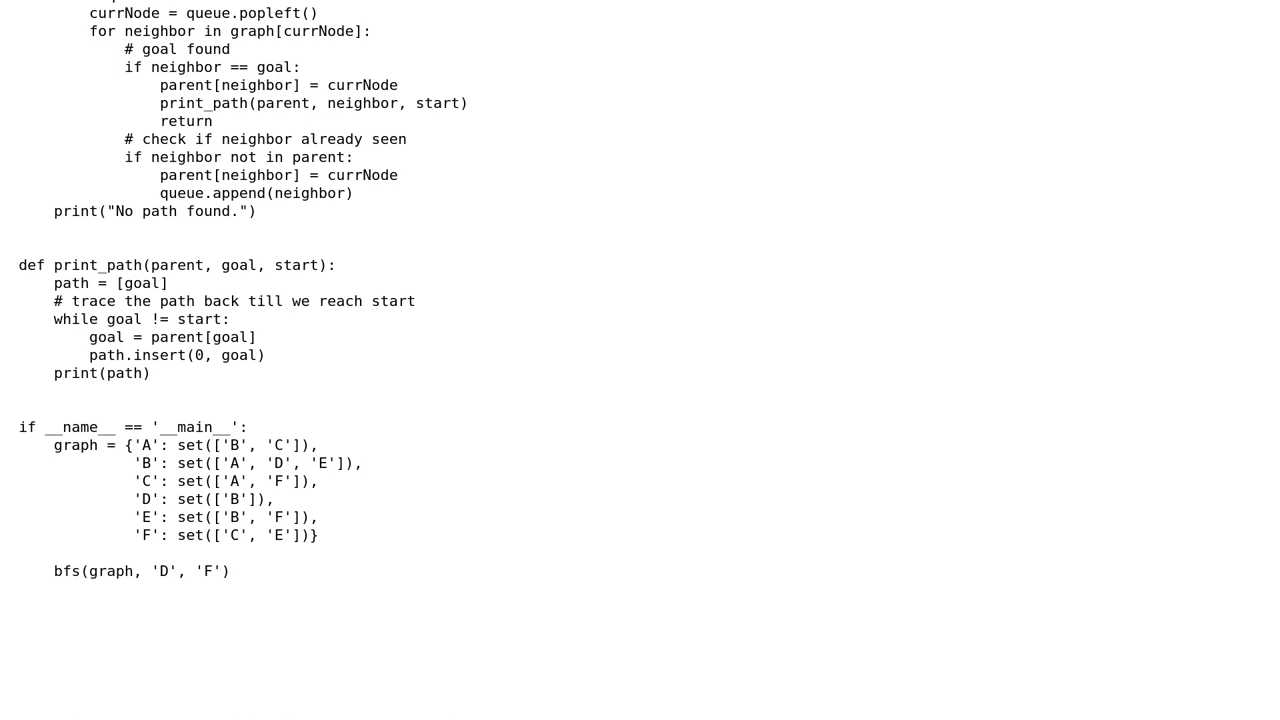 currNode = queue.popleft()
        for neighbor in graph[currNode]:
            # goal found
            if neighbor == goal:
                parent[neighbor] = currNode
                print_path(parent, neighbor, start)
                return
            # check if neighbor already seen
            if neighbor not in parent:
                parent[neighbor] = currNode
                queue.append(neighbor)
    print("No path found.")
def print_path(parent, goal, start):
    path = [goal]
    # trace the path back till we reach start
    while goal != start:
        goal = parent[goal]
        path.insert(0, goal)
    print(path)
if __name__ == '__main__':
    graph = {'A': set(['B', 'C']),
             'B': set(['A', 'D', 'E']),
             'C': set(['A', 'F']),
             'D': set(['B']),
             'E': set(['B', 'F']),
             'F': set(['C', 'E'])}
    bfs(graph, 'D', 'F')